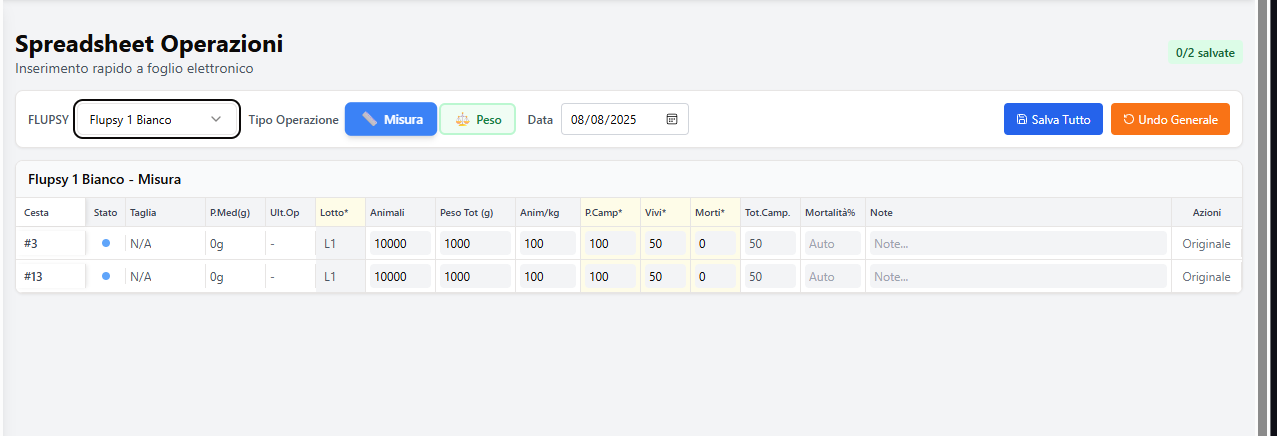 Spreadsheet Operazioni
Inserimento rapido a foglio elettronico
0/2 salvate
FLUPSY Flupsy 1 Bianco Tipo Operazione Misura Peso Data 08/08/2025 Salva Tutto Undo Generale
Flupsy 1 Bianco - Misura
Cesta Stato Taglia P.Med(g) Ult.Op Lotto* Animali Peso Tot (g) Anim/kg P.Camp* Vivi* Morti* Tot.Camp. Mortalità% Note Azioni
#3 N/A 0g - L1 10000 1000 100 100 50 0 50 Auto Note... Originale
#13 N/A 0g - L1 10000 1000 100 100 50 0 50 Auto Note... Originale